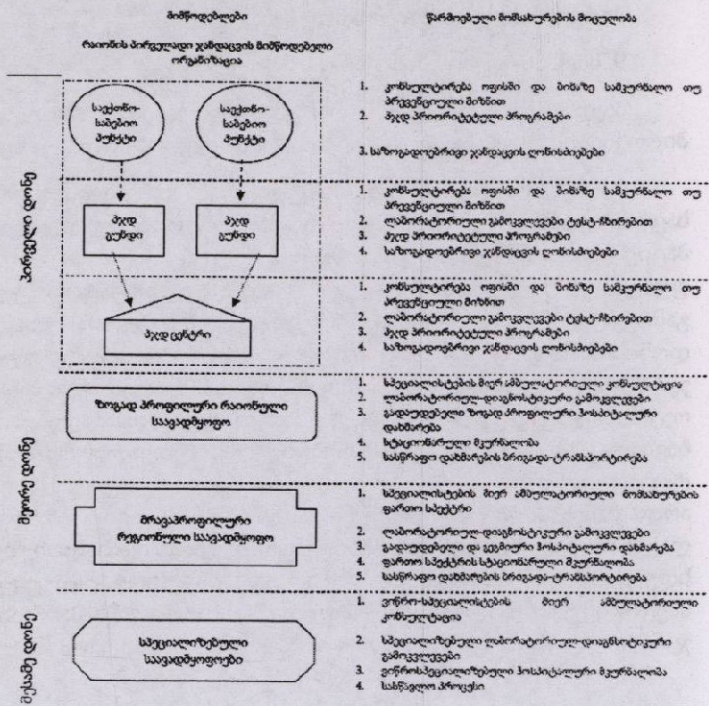 მიმწოდებლები
წარმოებული მომსახურების მოცულობა
რაიონის პირველადი ჯანდაცვის მიმწოდებელი
ორგანიზაცია
პირველი დონე
საექთნო-
საბებიო
პუნქტი
საექთნო-
საბებიო
პუნქტი
1. კონსულტირება ოფისში და ბინაზე სამკურნალო თუ
პრევენციული მიზნით
2. პჯდ პრიორიტეტული პროგრამები
3. საზოგადოებრივი ჯანდაცვის ღონისძიებები
პჯდ
გუნდი
პჯდ
გუნდი
1. კონსულტირება ოფისში და ბინაზე სამკურნალო თუ
პრევენციული მიზნით
2. ლაბორატორიული გამოკვლევები ტესტ-ჩხირებით
3. პჯდ პრიორიტეტული პროგრამები
4. საზოგადოებრივი ჯანდაცვის ღონისძიებები
პჯდ ცენტრი
1. კონსულტირება ოფისში და ბინაზე სამკურნალო თუ
პრევენციული მიზნით
2. ლაბორატორიული გამოკვლევები ტესტ-ჩხირებით
3. პჯდ პრიორიტეტული პროგრამები
4. საზოგადოებრივი ჯანდაცვის ღონისძიებები
მეორე დონე
ზოგად პროფილური რაიონული
საავადმყოფო
1. სპეციალისტების მიერ ამბულატორიული კონსულტაცია
2. ლაბორატორიულ-დიაგნოსტიკური გამოკვლევები
3. გადაუდებელი ზოგად პროფილური ჰოსპიტალური
დახმარება
4. სტაციონარული მკურნალობა
5. სასწრაფო დახმარების ბრიგადა-ტრანსპორტირება
მრავაპროფილური
რეგიონული საავადმყოფო
1. სპეციალისტების მიერ ამბულატორიული მომსახურების
ფართო სპექტრი
2. ლაბორატორიულ-დიაგნოსტიკური გამოკვლევები
3. გადაუდებელი და გეგმიური ჰოსპიტალური დახმარება
4. ფართო სპექტრის სტაციონარული მკურნალობა
5. სასწრაფო დახმარების ბრიგადა-ტრანსპორტირება
მესამე დონე
სპეციალიზებული
საავადმყოფოები
1. ვიწრო-სპეციალისტების მიერ ამბულატორიული
კონსულტაცია
2. სპეციალიზებული ლაბორატორიულ-დიაგნსოტიკური
გამოკვლევები
3. ვიწროსპეციალიზებული ჰოსპიტალური მკურნალობა
4. სასწავლო პროცესი